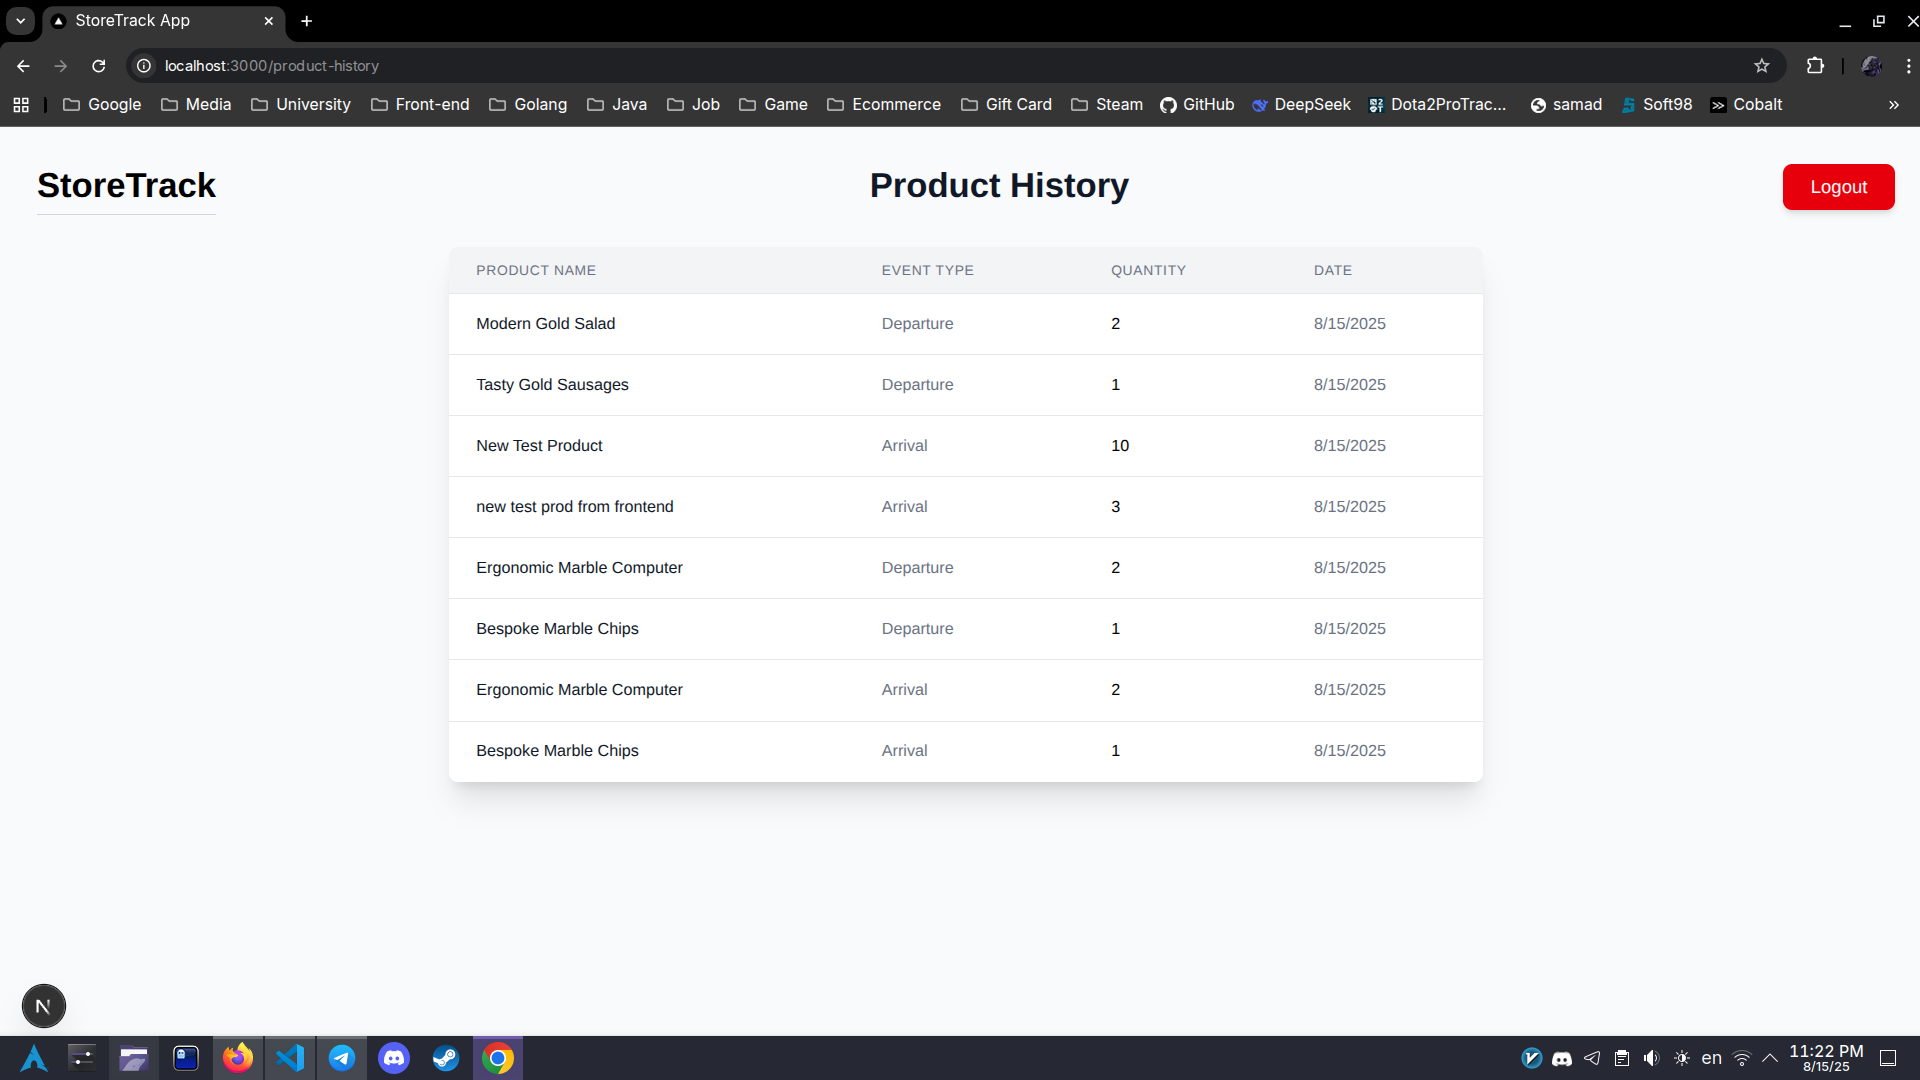 StoreTrack App
localhost:3000/product-history
Google Media University Front-end Golang Java Job Game Ecommerce Gift Card Steam GitHub DeepSeek Dota2ProTrac... samad Soft98 Cobalt »
StoreTrack
Product History
Logout
PRODUCT NAME EVENT TYPE QUANTITY DATE
Modern Gold Salad Departure 2 8/15/2025
Tasty Gold Sausages Departure 1 8/15/2025
New Test Product Arrival 10 8/15/2025
new test prod from frontend Arrival 3 8/15/2025
Ergonomic Marble Computer Departure 2 8/15/2025
Bespoke Marble Chips Departure 1 8/15/2025
Ergonomic Marble Computer Arrival 2 8/15/2025
Bespoke Marble Chips Arrival 1 8/15/2025
N
en
11:22 PM
8/15/25